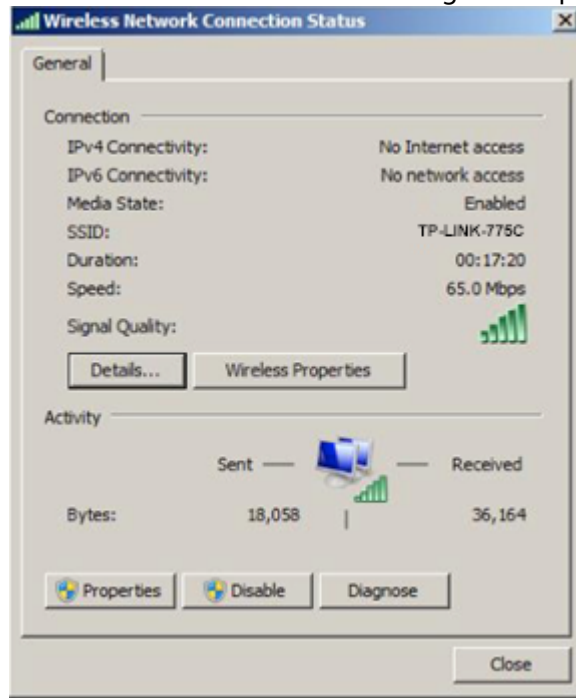 Wireless Network Connection Status
General
Connection
IPv4 Connectivity: No Internet access
IPv6 Connectivity: No network access
Media State: Enabled
SSID: TP-LINK-775C
Duration: 00:17:20
Speed: 65.0 Mbps
Signal Quality:
Details... Wireless Properties
Activity
Sent Received
Bytes: 18,058 36,164
Properties Disable Diagnose
Close